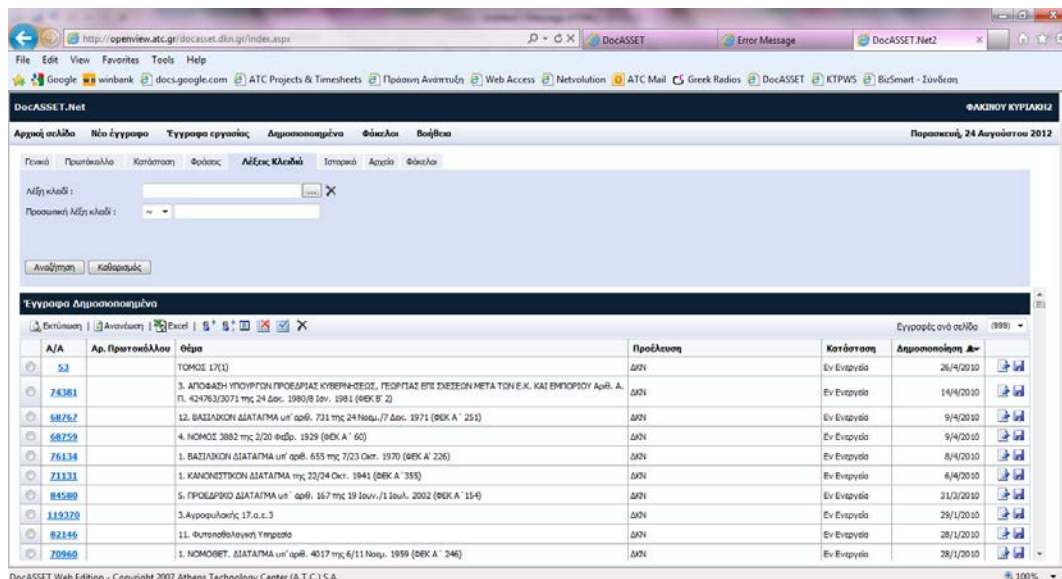 http://openview.atc.gr/docasset.dkn.gr/index.aspx
DocASSET
Error Message
DocASSET.Net2
File Edit View Favorites Tools Help
Google winbank docs.google.com ATC Projects & Timesheets Πράσινη Ανάπτυξη Web Access Netvolution ATC Mail Greek Radios DocASSET KTPWS BizSmart - Σύνδεση
DocASSET.Net ΦΑΚΙΝΟΥ ΚΥΡΙΑΚΗ2
Αρχική σελίδα Νέο έγγραφο Έγγραφα εργασίας Δημοσιοποιημένα Φάκελοι Βοήθεια Παρασκευή, 24 Αυγούστου 2012
Γενικά Πρωτόκολλο Κατάσταση Φράσεις Λέξεις Κλειδιά Ιστορικό Αρχείο Φάκελοι
Λέξη κλειδί : ...
Προσωπική λέξη κλειδί : ~
Αναζήτηση Καθαρισμός
Έγγραφα Δημοσιοποιημένα
Εκτύπωση | Ανανέωση | Excel | Εγγραφές ανά σελίδα (999)
Α/Α Αρ. Πρωτοκόλλου Θέμα Προέλευση Κατάσταση Δημοσιοποίηση
53 ΤΟΜΟΣ 17(1) ΔΚΝ Εν Ενεργεία 26/4/2010
3. ΑΠΟΦΑΣΗ ΥΠΟΥΡΓΩΝ ΠΡΟΕΔΡΙΑΣ ΚΥΒΕΡΝΗΣΕΩΣ, ΓΕΩΡΓΙΑΣ ΕΠΙ ΣΧΕΣΕΩΝ ΜΕΤΑ ΤΩΝ Ε.Κ. ΚΑΙ ΕΜΠΟΡΙΟΥ Αριθ. Α.
74381 Π. 424763/3071 της 24 Δεκ. 1980/8 Ιαν. 1981 (ΦΕΚ Β' 2) ΔΚΝ Εν Ενεργεία 14/4/2010
68767 12. ΒΑΣΙΛΙΚΟΝ ΔΙΑΤΑΓΜΑ υπ' αριθ. 731 της 24 Νοεμ./7 Δεκ. 1971 (ΦΕΚ Α΄ 251) ΔΚΝ Εν Ενεργεία 9/4/2010
68759 4. ΝΟΜΟΣ 3882 της 2/20 Φεβρ. 1929 (ΦΕΚ Α΄ 60) ΔΚΝ Εν Ενεργεία 9/4/2010
76134 1. ΒΑΣΙΛΙΚΟΝ ΔΙΑΤΑΓΜΑ υπ' αριθ. 655 της 7/23 Οκτ. 1970 (ΦΕΚ Α' 226) ΔΚΝ Εν Ενεργεία 8/4/2010
71131 1. ΚΑΝΟΝΙΣΤΙΚΟΝ ΔΙΑΤΑΓΜΑ της 22/24 Οκτ. 1941 (ΦΕΚ Α΄355) ΔΚΝ Εν Ενεργεία 6/4/2010
84580 5. ΠΡΟΕΔΡΙΚΟ ΔΙΑΤΑΓΜΑ υπ΄ αριθ. 167 της 19 Ιουν./1 Ιουλ. 2002 (ΦΕΚ Α΄154) ΔΚΝ Εν Ενεργεία 31/3/2010
119370 3.Αγροφυλακής 17.α.ε.3 ΔΚΝ Εν Ενεργεία 29/1/2010
82146 11. Φυτοπαθολογική Υπηρεσία ΔΚΝ Εν Ενεργεία 28/1/2010
70960 1. ΝΟΜΟΘΕΤ. ΔΙΑΤΑΓΜΑ υπ' αριθ. 4017 της 6/11 Νοεμ. 1959 (ΦΕΚ Α΄ 246) ΔΚΝ Εν Ενεργεία 28/1/2010
DocASSET Web Edition - Copyright 2007 Athens Technology Center (A.T.C.) S.A. 100%